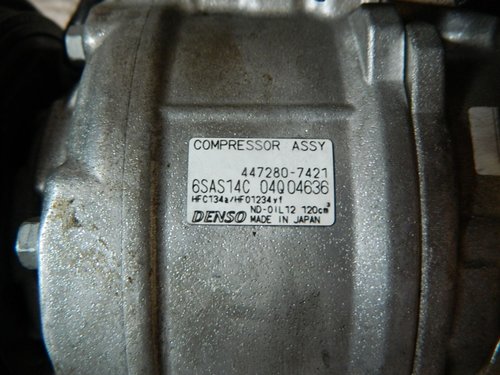 COMPRESSOR ASSY
447280-7421
6SAS14C 04Q04636
HFC134a/HFO1234yf
ND-OIL12 120cm³
DENSO MADE IN JAPAN